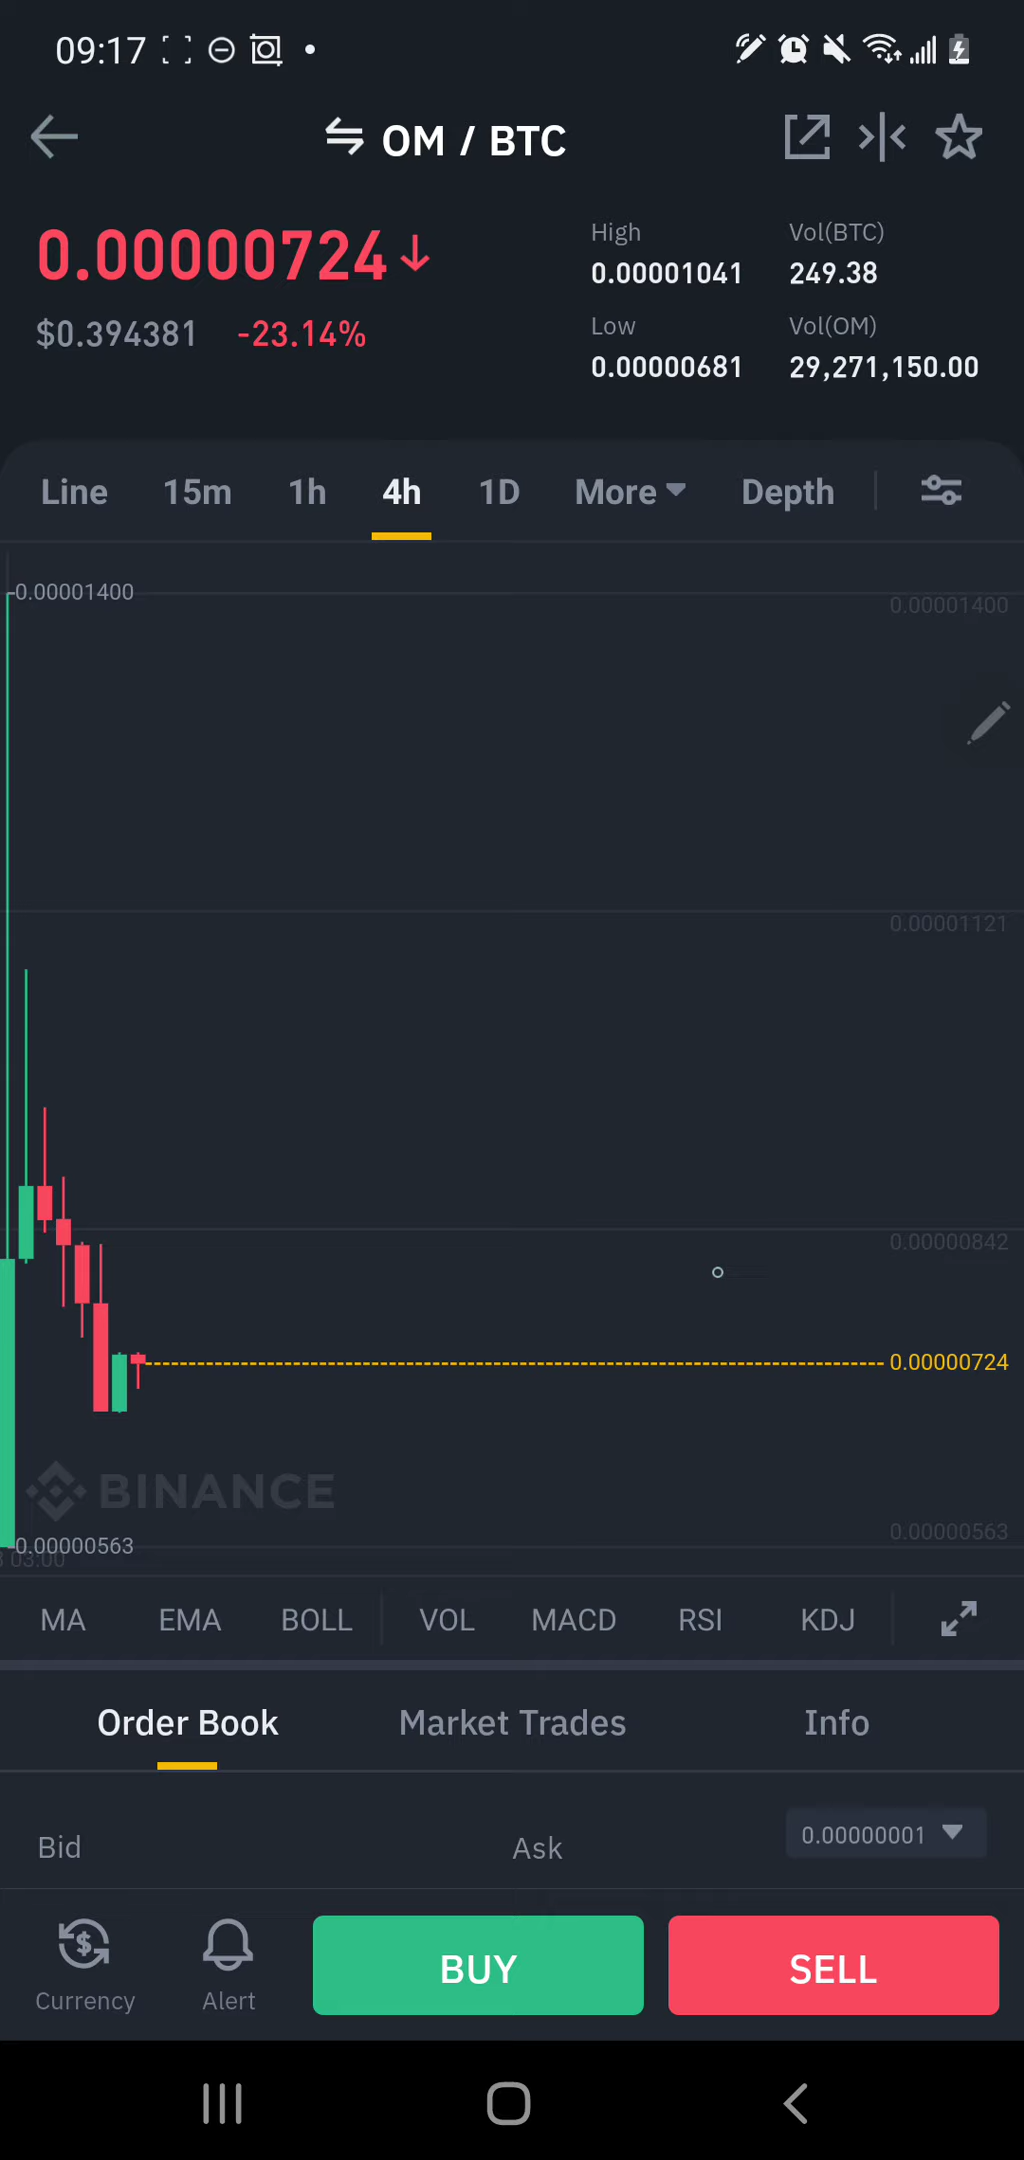 09:17
OM / BTC
0.00000724
$0.394381 -23.14%
High
0.00001041
Vol(BTC)
249.38
Low
0.00000681
Vol(OM)
29,271,150.00
Line 15m 1h 4h 1D More Depth
0.00001400
0.00001400
0.00001121
0.00000842
0.00000724
BINANCE
0.00000563
0.00000563
03:00
MA EMA BOLL VOL MACD RSI KDJ
Order Book Market Trades Info
Bid Ask 0.00000001
Currency Alert BUY SELL